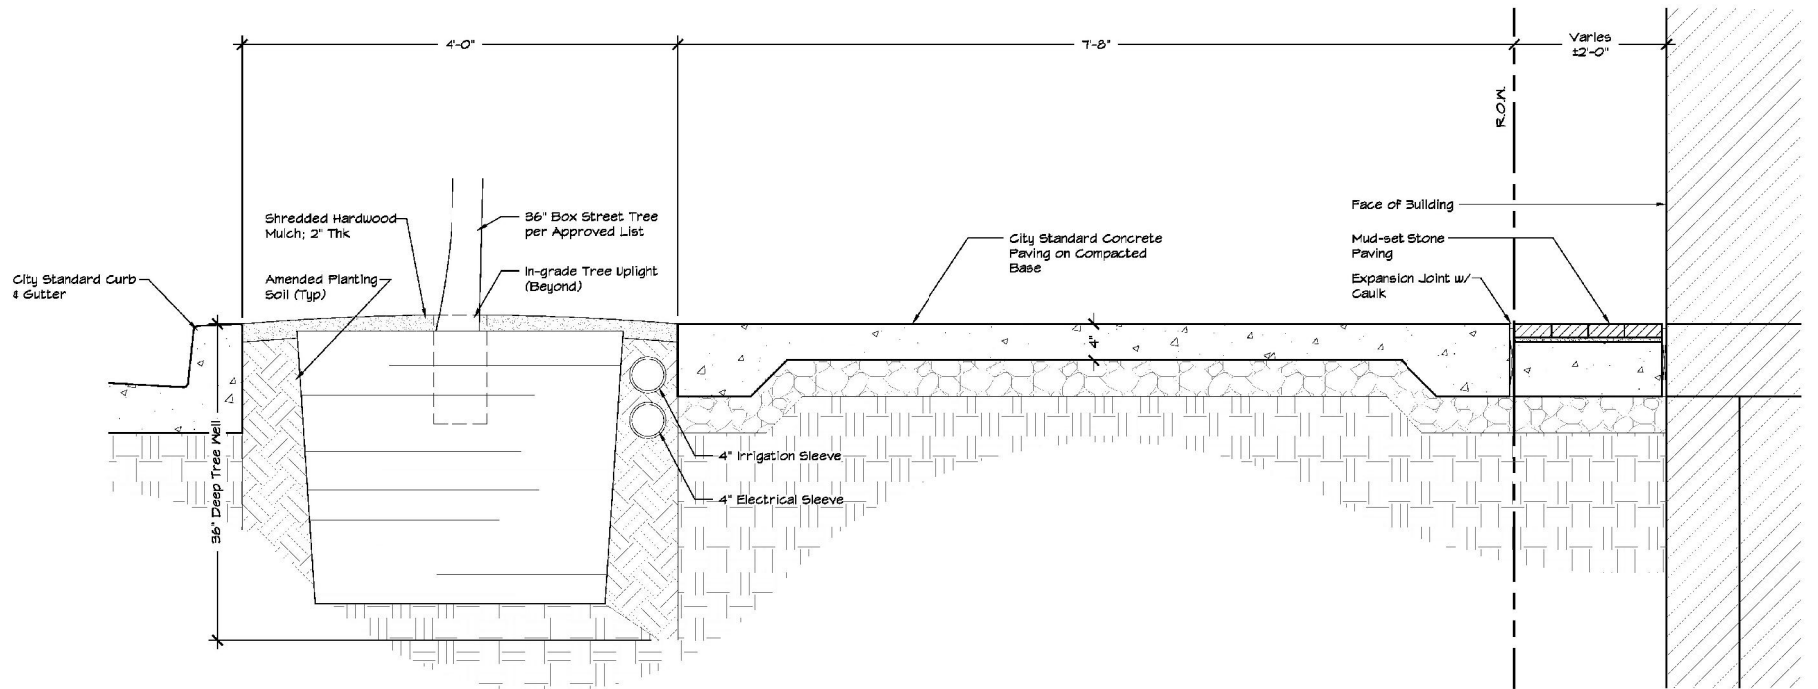 4'-0"
7'-8"
Varies
±2'-0"
R.O.W.
Shredded Hardwood
Mulch; 2" Thk
36" Box Street Tree
per Approved List
Face of Building
City Standard Concrete
Paving on Compacted
Base
Mud-set Stone
Paving
City Standard Curb
& Gutter
Amended Planting
Soil (Typ)
In-grade Tree Uplight
(Beyond)
Expansion Joint w/
Caulk
4"
4" Irrigation Sleeve
4" Electrical Sleeve
36" Deep Tree Well